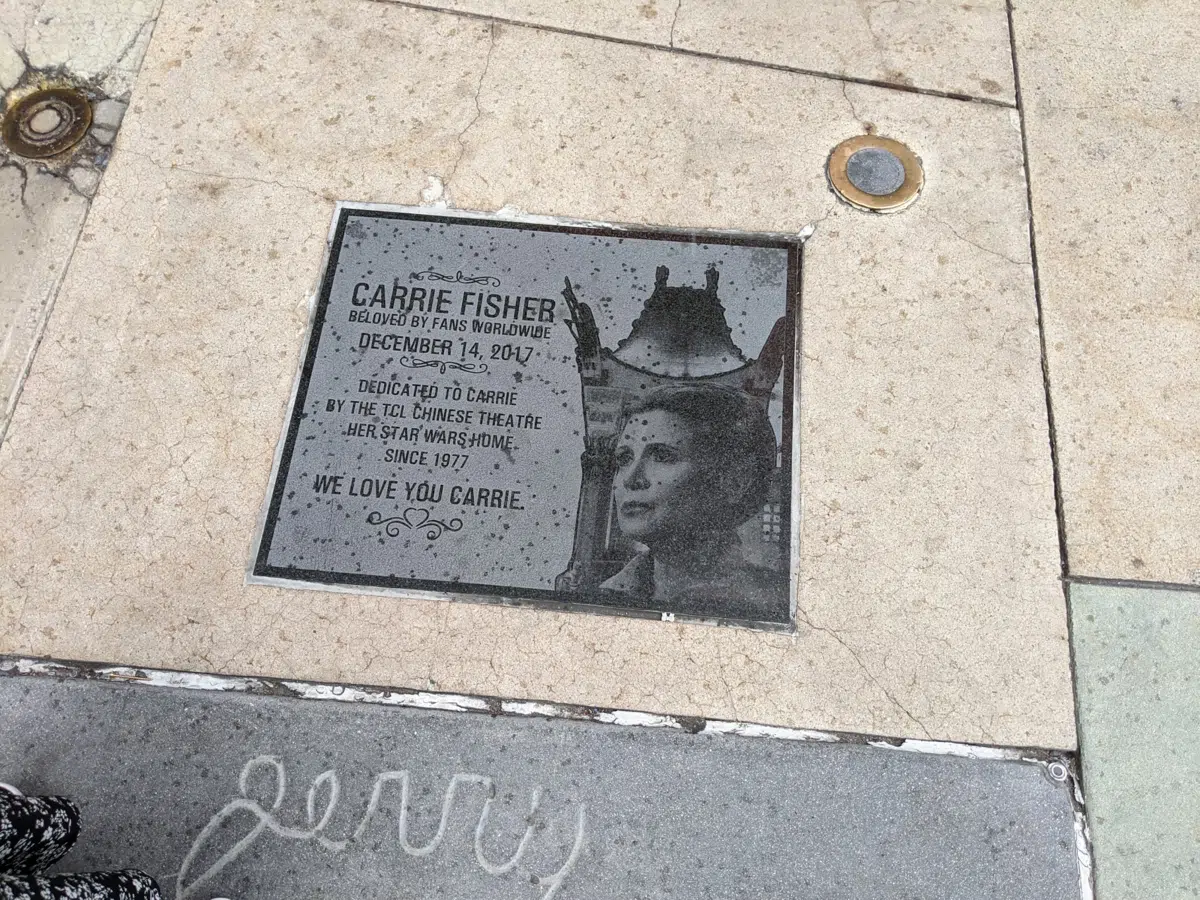 CARRIE FISHER
BELOVED BY FANS WORLDWIDE
DECEMBER 14, 2017
DEDICATED TO CARRIE
BY THE TCL CHINESE THEATRE
HER STAR WARS HOME
SINCE 1977
WE LOVE YOU CARRIE.
Jerry